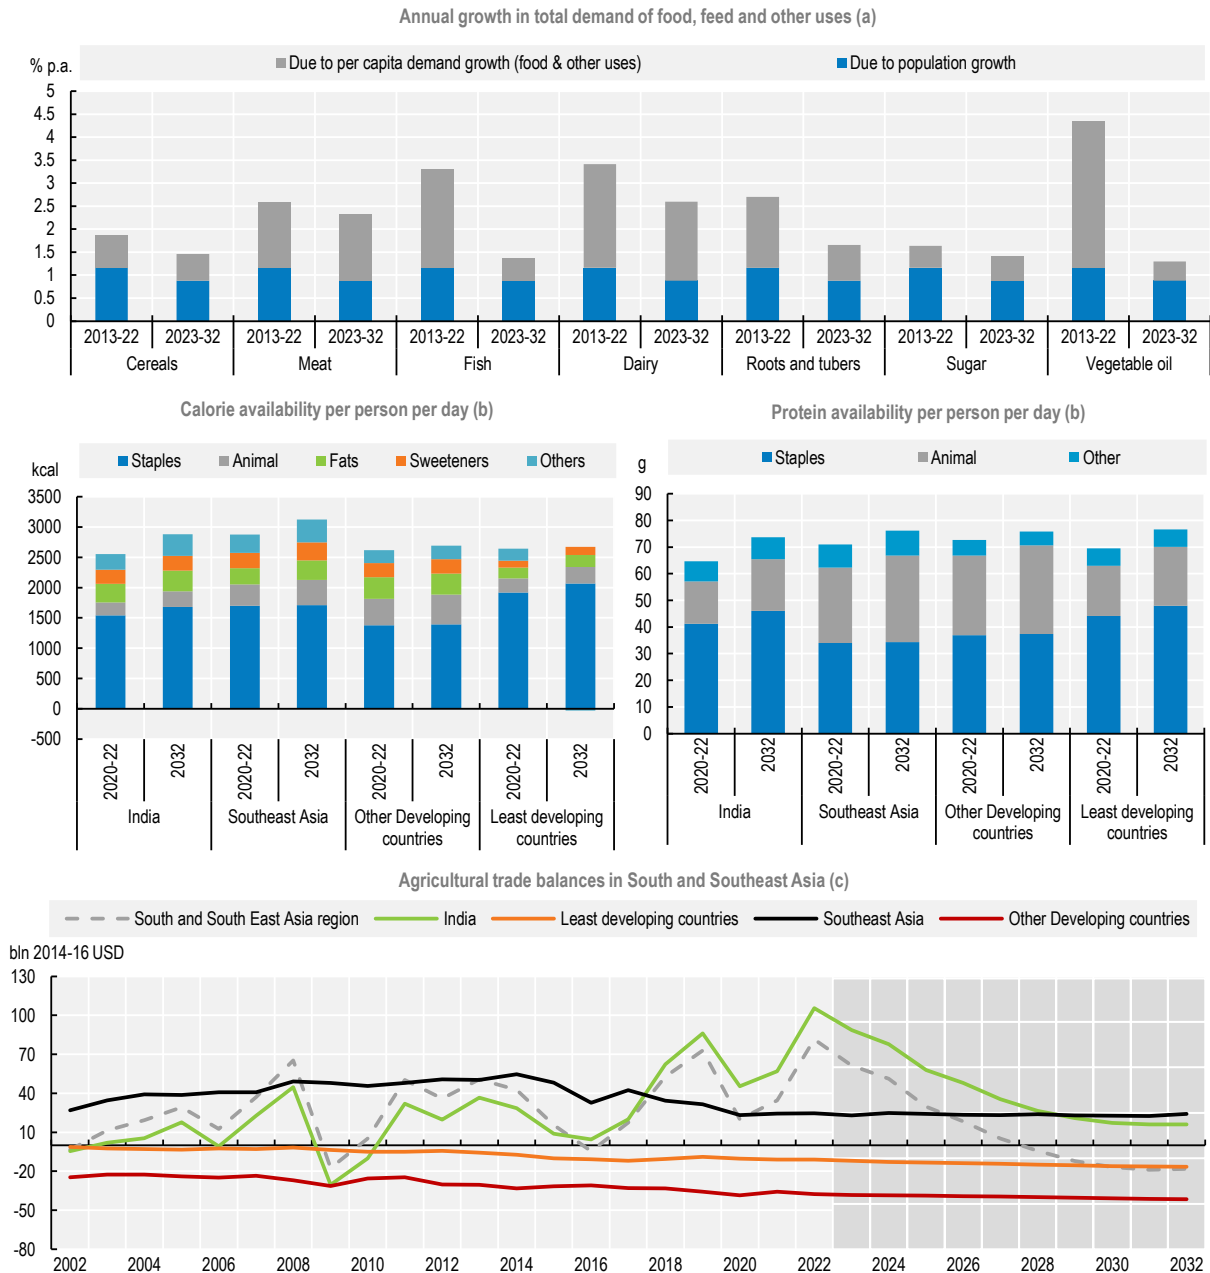 Annual growth in total demand of food, feed and other uses (a)
% p.a.
Due to per capita demand growth (food & other uses)
Due to population growth
5
4.5
4
3.5
3
2.5
2
1.5
1
0.5
0
2013-22 2023-32 2013-22 2023-32 2013-22 2023-32 2013-22 2023-32 2013-22 2023-32 2013-22 2023-32 2013-22 2023-32
Cereals Meat Fish Dairy Roots and tubers Sugar Vegetable oil
Calorie availability per person per day (b)
kcal
Staples Animal Fats Sweeteners Others
3500
3000
2500
2000
1500
1000
500
0
-500
2020-22 2032 2020-22 2032 2020-22 2032 2020-22 2032
India Southeast Asia Other Developing Least developing
countries countries
Protein availability per person per day (b)
g
Staples Animal Other
90
80
70
60
50
40
30
20
10
0
2020-22 2032 2020-22 2032 2020-22 2032 2020-22 2032
India Southeast Asia Other Developing Least developing
countries countries
Agricultural trade balances in South and Southeast Asia (c)
South and South East Asia region India Least developing countries Southeast Asia Other Developing countries
bln 2014-16 USD
130
100
70
40
10
-20
-50
-80
2002 2004 2006 2008 2010 2012 2014 2016 2018 2020 2022 2024 2026 2028 2030 2032